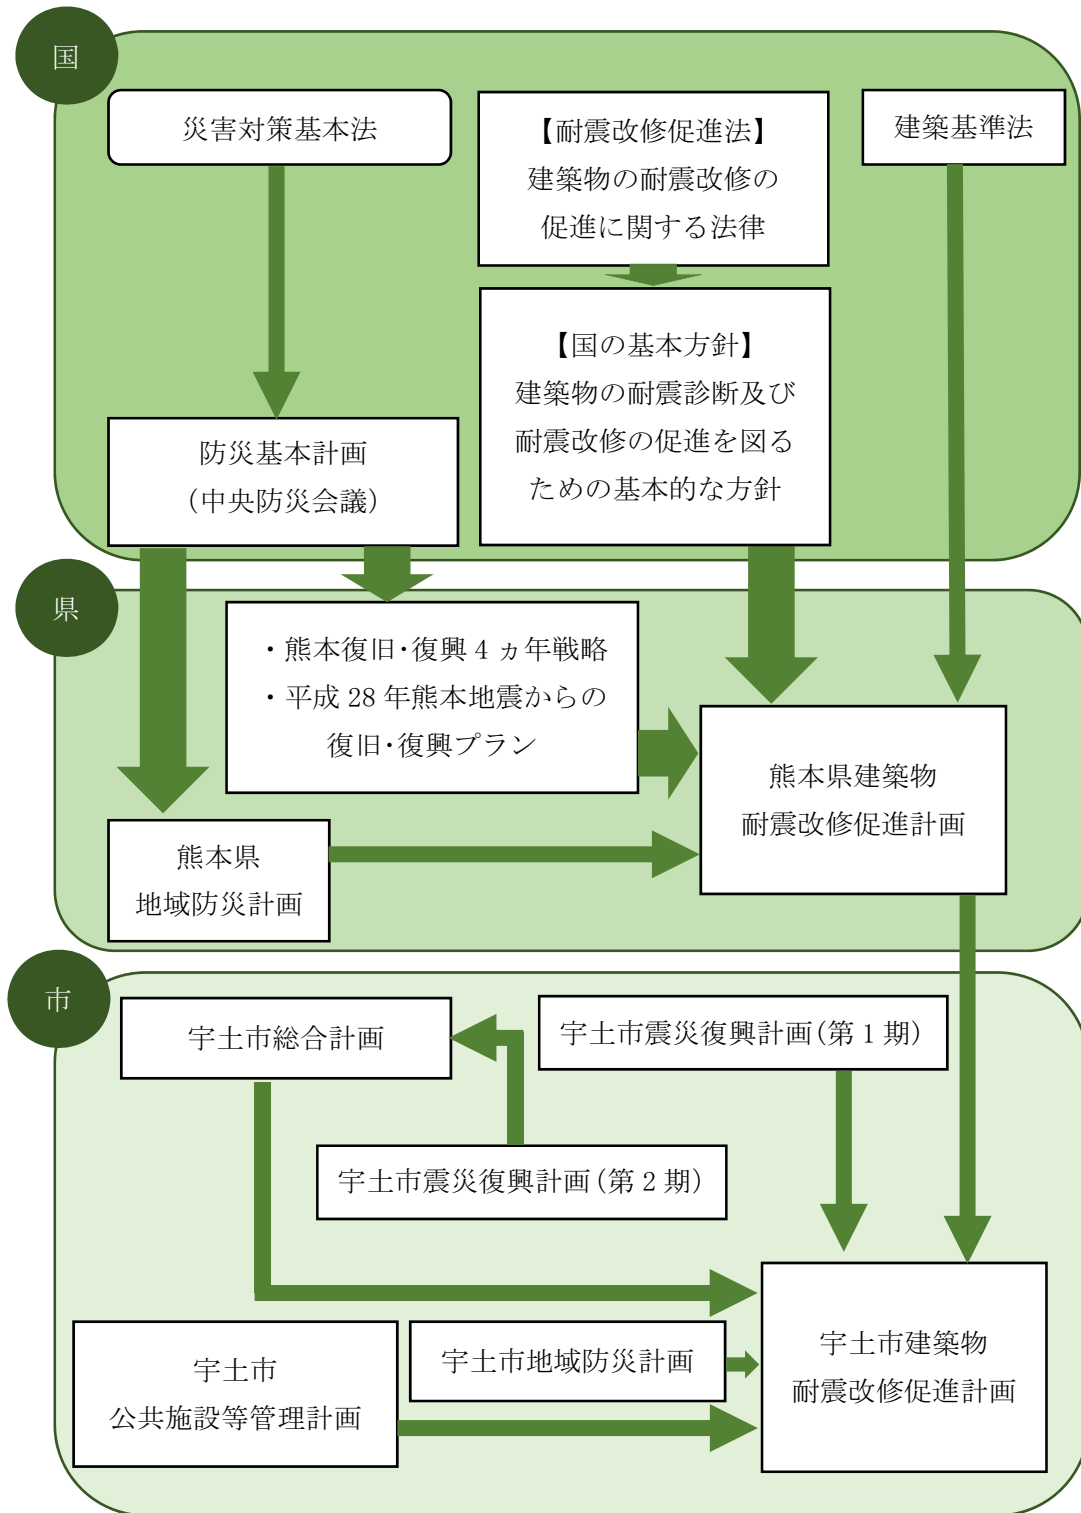 国
災害対策基本法
【耐震改修促進法】
建築物の耐震改修の
促進に関する法律
建築基準法
【国の基本方針】
建築物の耐震診断及び
耐震改修の促進を図る
ための基本的な方針
防災基本計画
（中央防災会議）
県
・熊本復旧・復興４ヵ年戦略
・平成 28 年熊本地震からの
復旧・復興プラン
熊本県建築物
耐震改修促進計画
熊本県
地域防災計画
市
宇土市総合計画
宇土市震災復興計画（第１期）
宇土市震災復興計画（第２期）
宇土市建築物
耐震改修促進計画
宇土市地域防災計画
宇土市
公共施設等管理計画